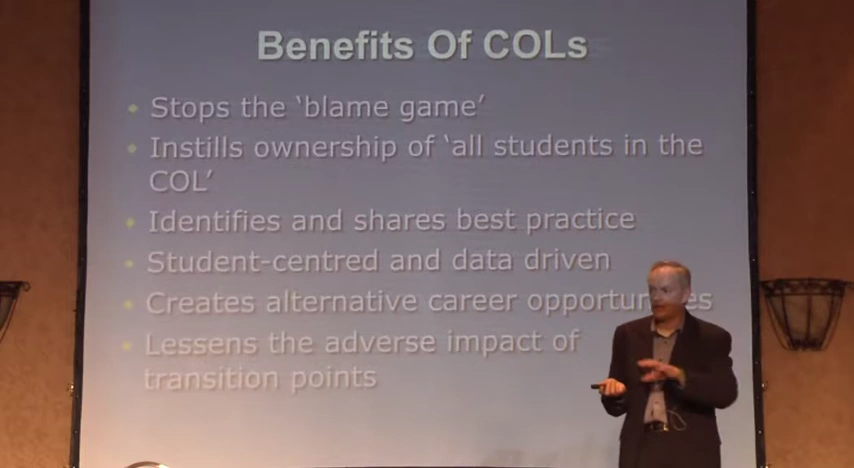 Benefits Of COLs
Stops the ‘blame game’
Instills ownership of ‘all students in the
COL’
Identifies and shares best practice
Student-centred and data driven
Creates alternative career opportunities
Lessens the adverse impact of
transition points